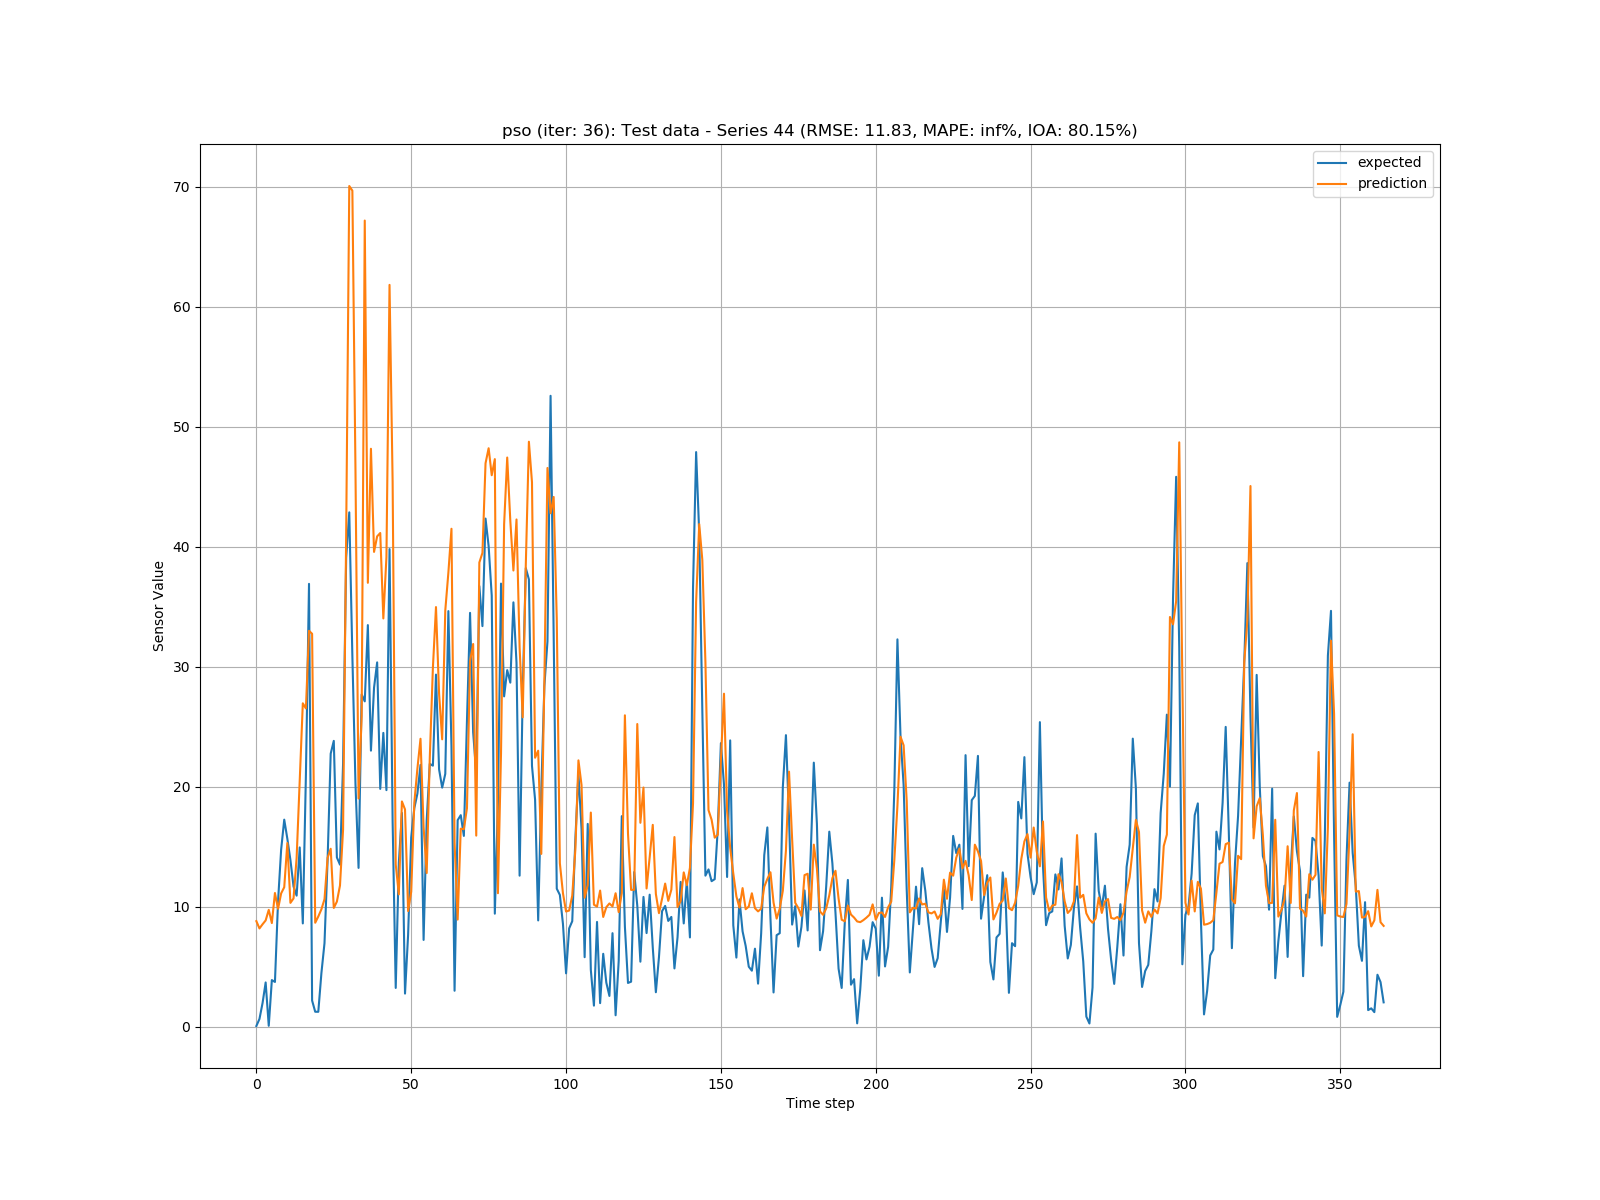 pso (iter: 36): Test data - Series 44 (RMSE: 11.83, MAPE: inf%, IOA: 80.15%)
expected
prediction
70
60
50
40
30
20
10
0
Sensor Value
0 50 100 150 200 250 300 350
Time step